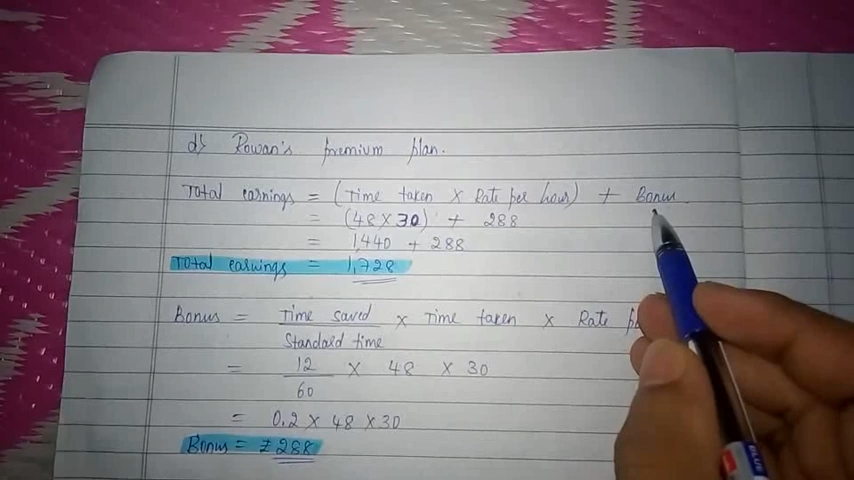 d) Rowan's premium plan.
Total earnings = (Time taken X Rate per hour) + Bonus.
= (48 X 30) + 288
= 1,440 + 288
Total earnings = 1,728
Bonus = Time saved / Standard time X Time taken X Rate
= 12 / 60 X 48 X 30
= 0.2 X 48 X 30
Bonus = ₹ 288
BLUE